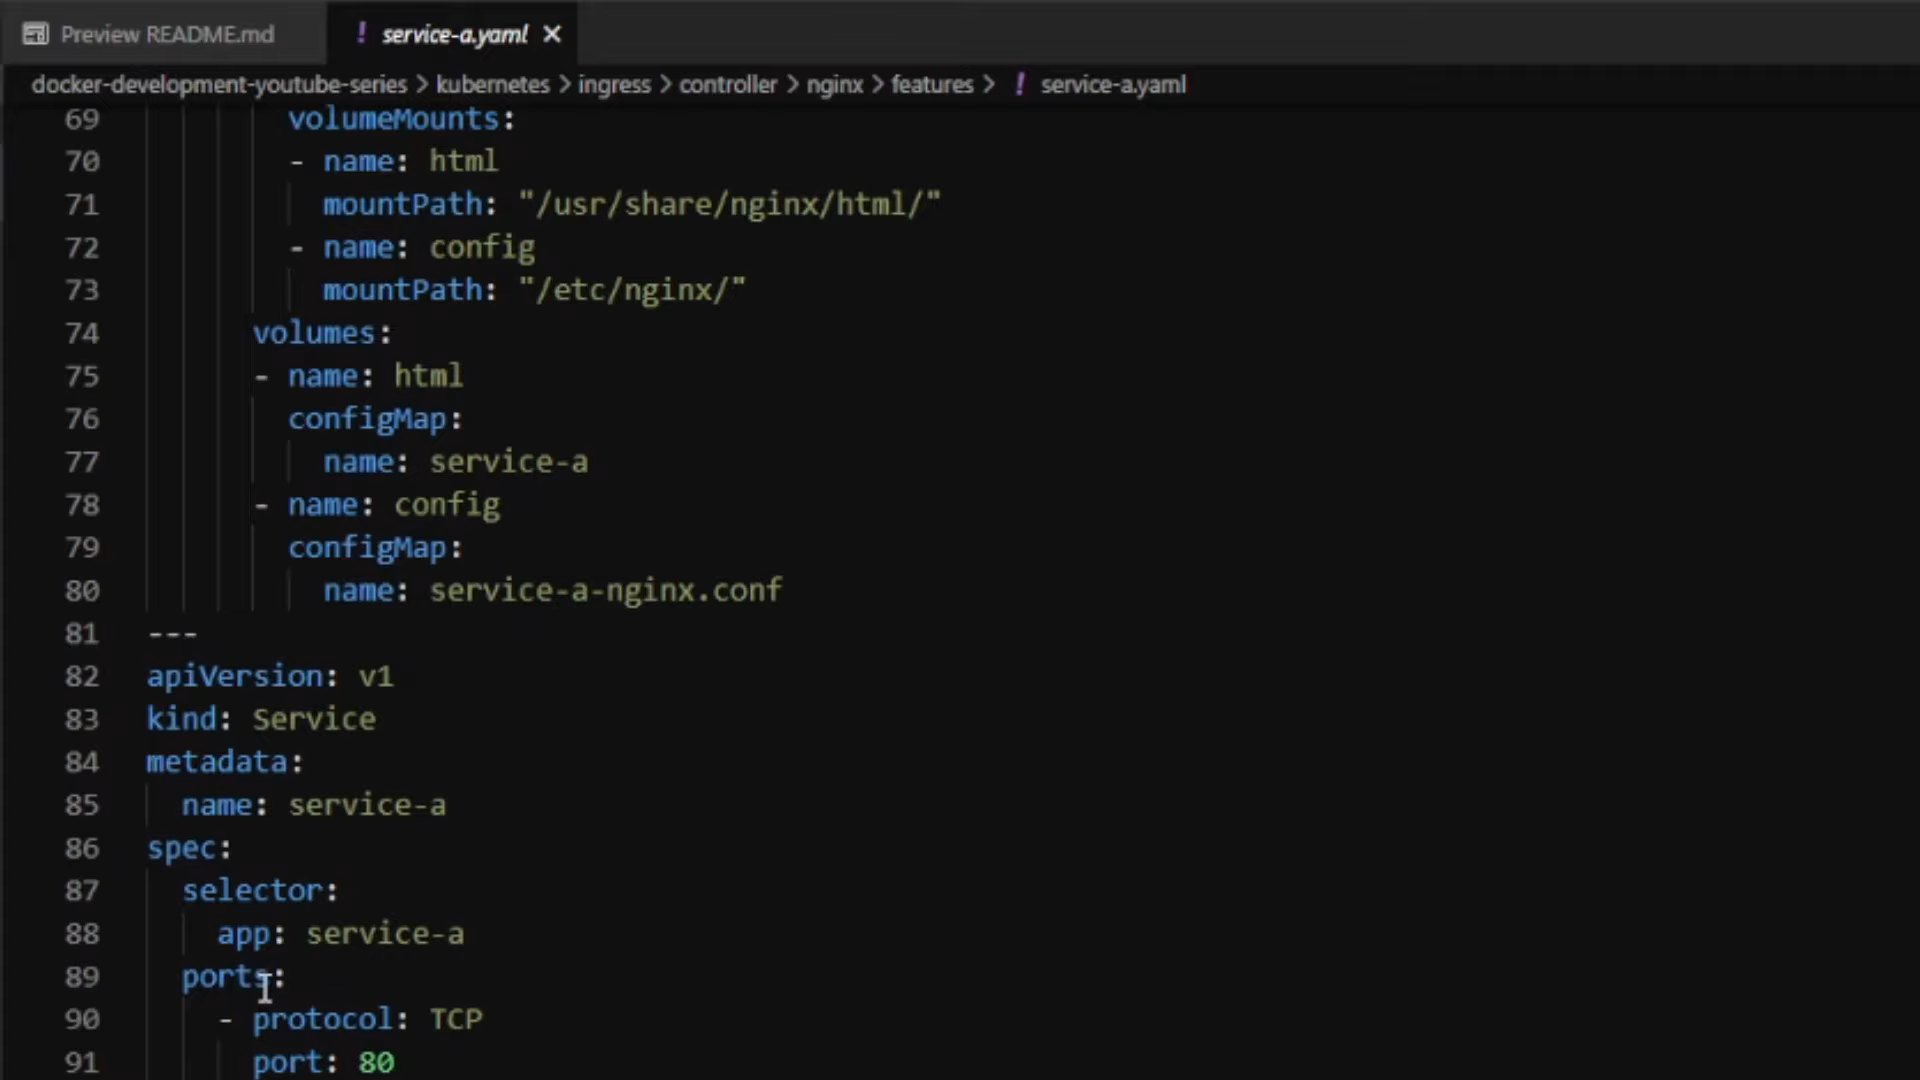 Preview README.md ! service-a.yaml ×
docker-development-youtube-series > kubernetes > ingress > controller > nginx > features > ! service-a.yaml
69 volumeMounts:
70 - name: html
71 mountPath: "/usr/share/nginx/html/"
72 - name: config
73 mountPath: "/etc/nginx/"
74 volumes:
75 - name: html
76 configMap:
77 name: service-a
78 - name: config
79 configMap:
80 name: service-a-nginx.conf
81 ---
82 apiVersion: v1
83 kind: Service
84 metadata:
85 name: service-a
86 spec:
87 selector:
88 app: service-a
89 ports:
90 - protocol: TCP
91 port: 80